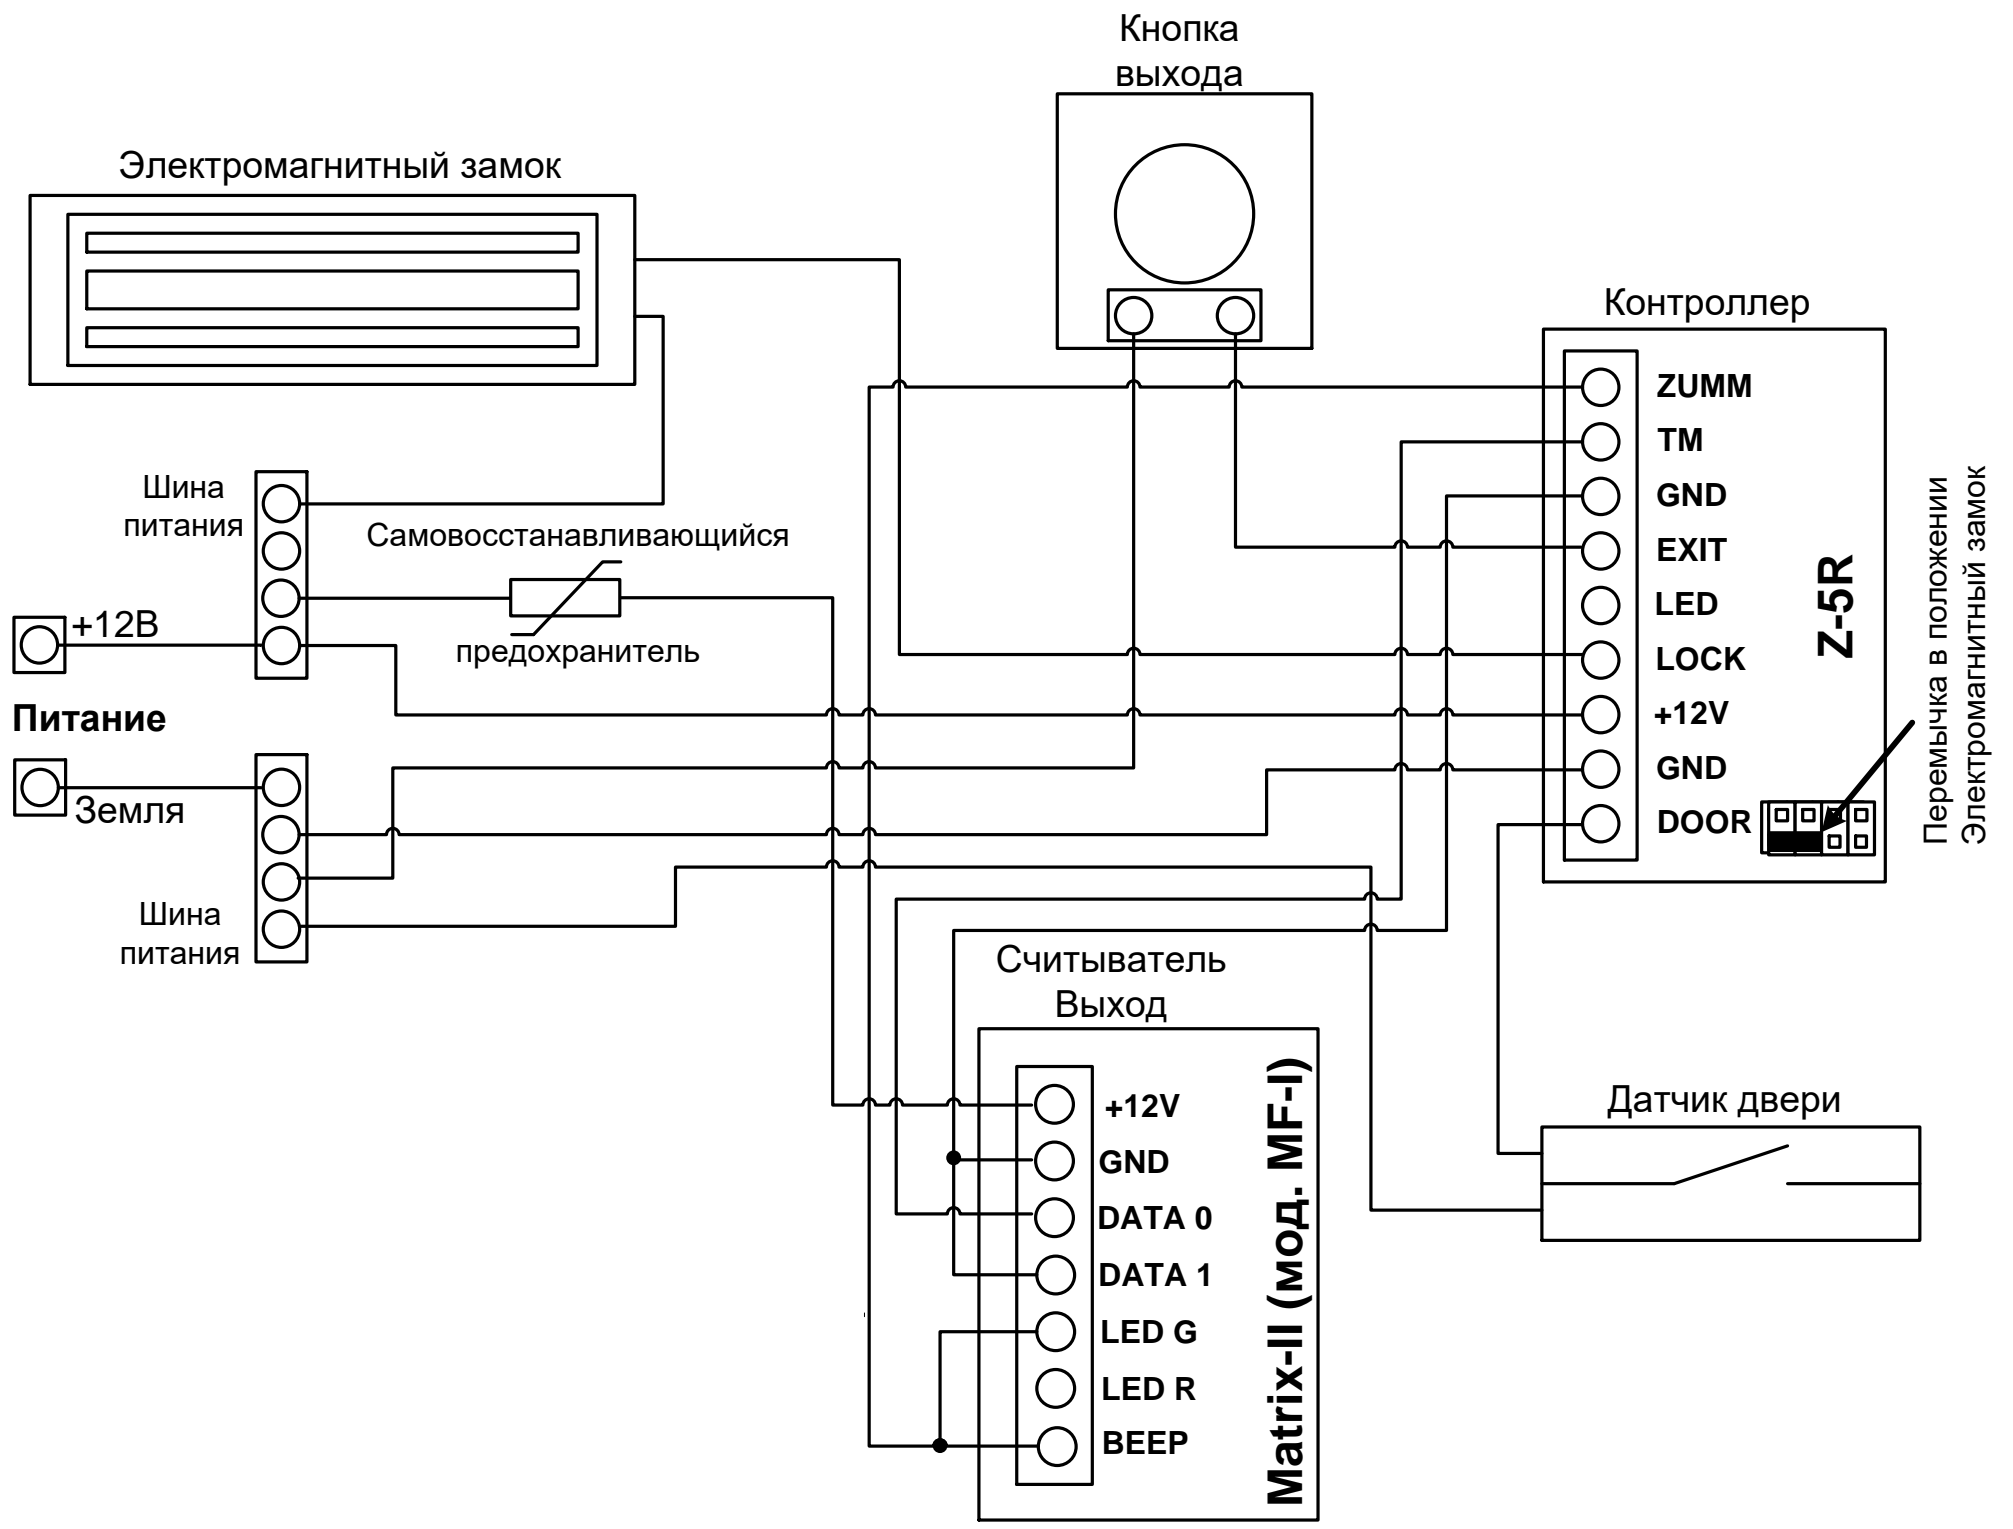 Кнопка
выхода
Электромагнитный замок
Контроллер
ZUMM
TM
GND
EXIT
LED
LOCK
+12V
GND
DOOR
Z-5R
Перемычка в положении
Электромагнитный замок
Шина
питания
Самовосстанавливающийся
предохранитель
+12В
Питание
Земля
Шина
питания
Считыватель
Выход
+12V
GND
DATA 0
DATA 1
LED G
LED R
BEEP
Matrix-II (мод. MF-I)
Датчик двери